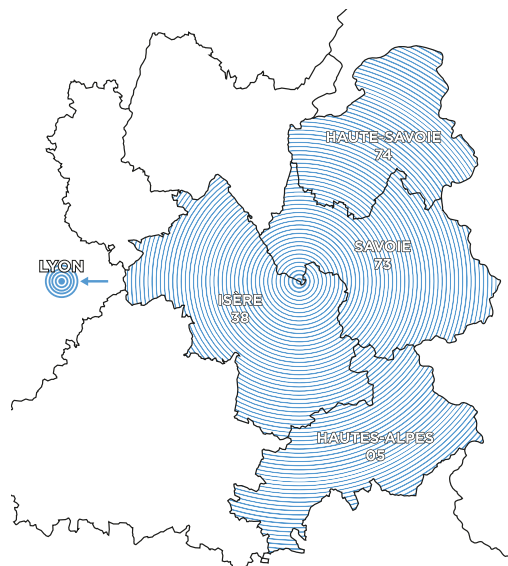 HAUTE-SAVOIE
74
SAVOIE
73
LYON
ISÈRE
38
HAUTES-ALPES
05